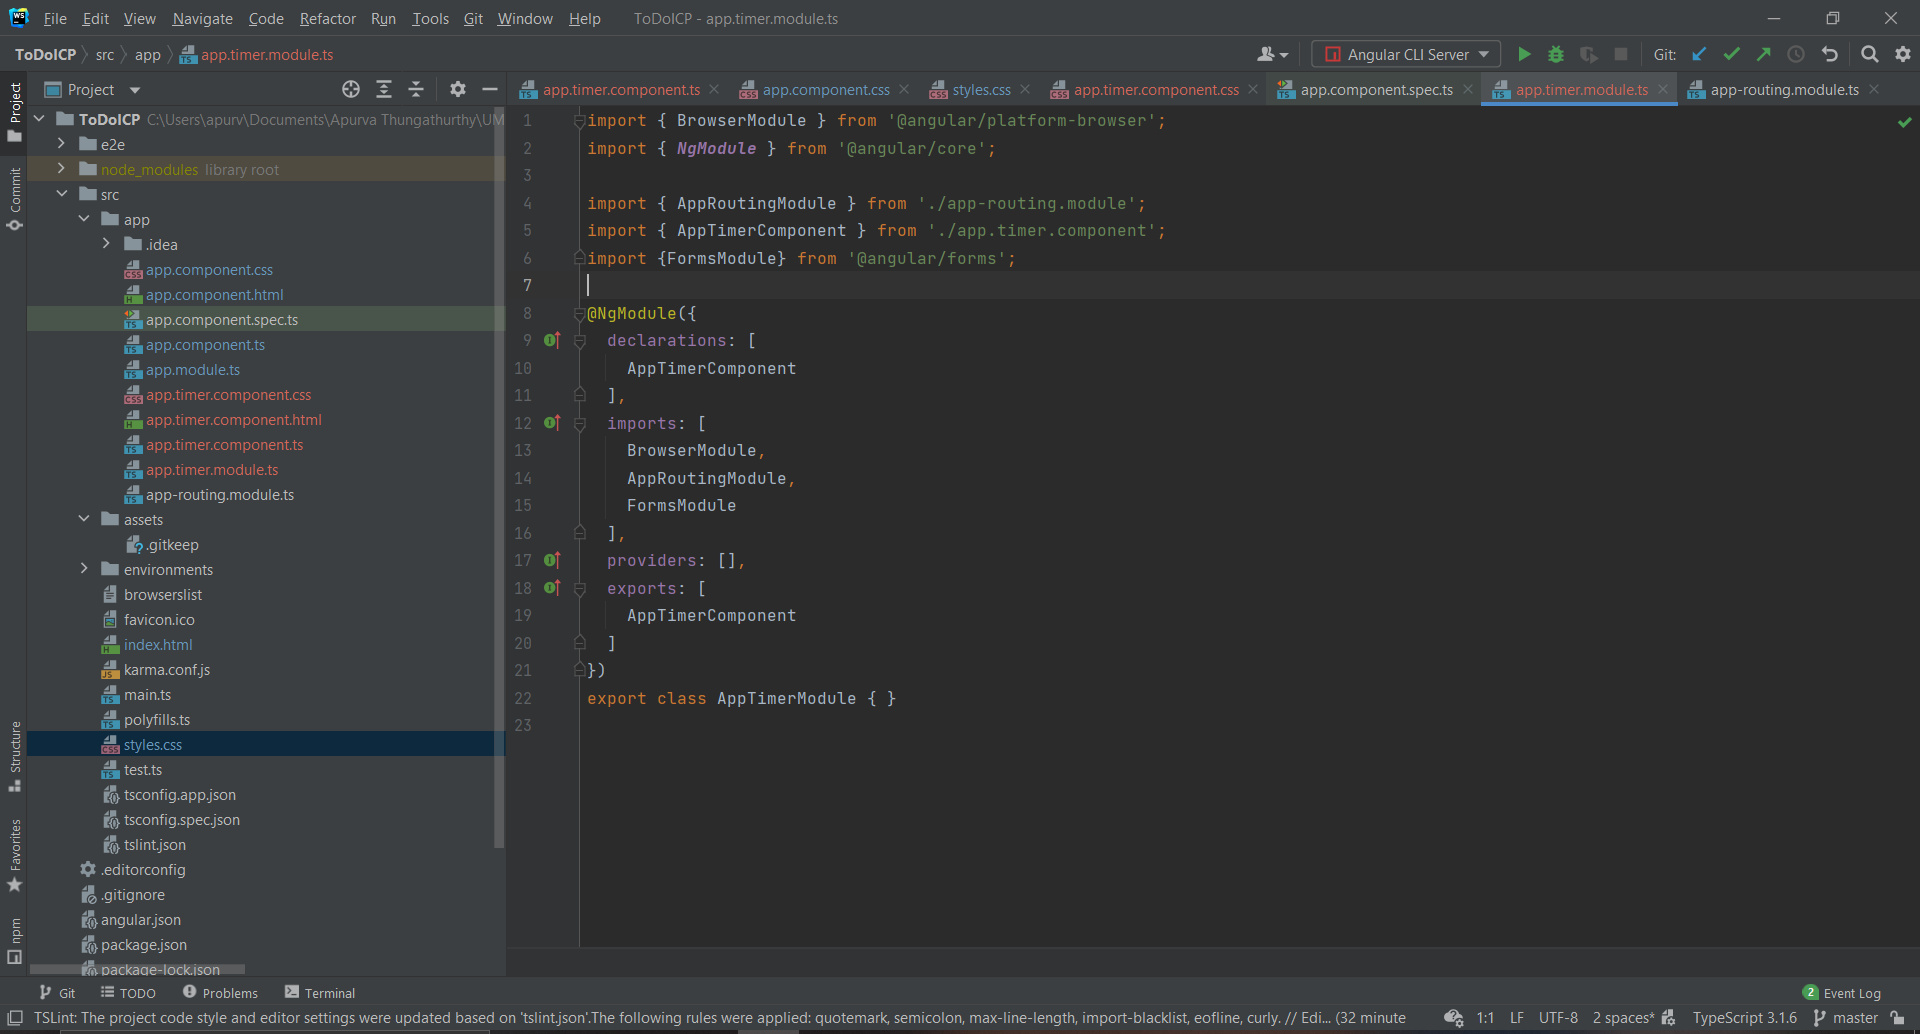 WS File Edit View Navigate Code Refactor Run Tools Git Window Help ToDoICP - app.timer.module.ts
ToDoICP src app app.timer.module.ts Angular CLI Server Git:
Project
Commit
Structure
Favorites
npm
Project
ToDoICP C:\Users\apurv\Documents\Apurva Thungathurthy\UM
e2e
node_modules library root
src
app
.idea
app.component.css
app.component.html
app.component.spec.ts
app.component.ts
app.module.ts
app.timer.component.css
app.timer.component.html
app.timer.component.ts
app.timer.module.ts
app-routing.module.ts
assets
.gitkeep
environments
browserslist
favicon.ico
index.html
karma.conf.js
main.ts
polyfills.ts
styles.css
test.ts
tsconfig.app.json
tsconfig.spec.json
tslint.json
.editorconfig
.gitignore
angular.json
package.json
package-lock.json
app.timer.component.ts app.component.css styles.css app.timer.component.css app.component.spec.ts app.timer.module.ts app-routing.module.ts
1 import { BrowserModule } from '@angular/platform-browser';
2 import { NgModule } from '@angular/core';
3
4 import { AppRoutingModule } from './app-routing.module';
5 import { AppTimerComponent } from './app.timer.component';
6 import {FormsModule} from '@angular/forms';
7
8 @NgModule({
9 declarations: [
10 AppTimerComponent
11 ],
12 imports: [
13 BrowserModule,
14 AppRoutingModule,
15 FormsModule
16 ],
17 providers: [],
18 exports: [
19 AppTimerComponent
20 ]
21 })
22 export class AppTimerModule { }
23
Git TODO Problems Terminal 2 Event Log
TSLint: The project code style and editor settings were updated based on 'tslint.json'.The following rules were applied: quotemark, semicolon, max-line-length, import-blacklist, eofline, curly. // Edi... (32 minute 1:1 LF UTF-8 2 spaces* TypeScript 3.1.6 master